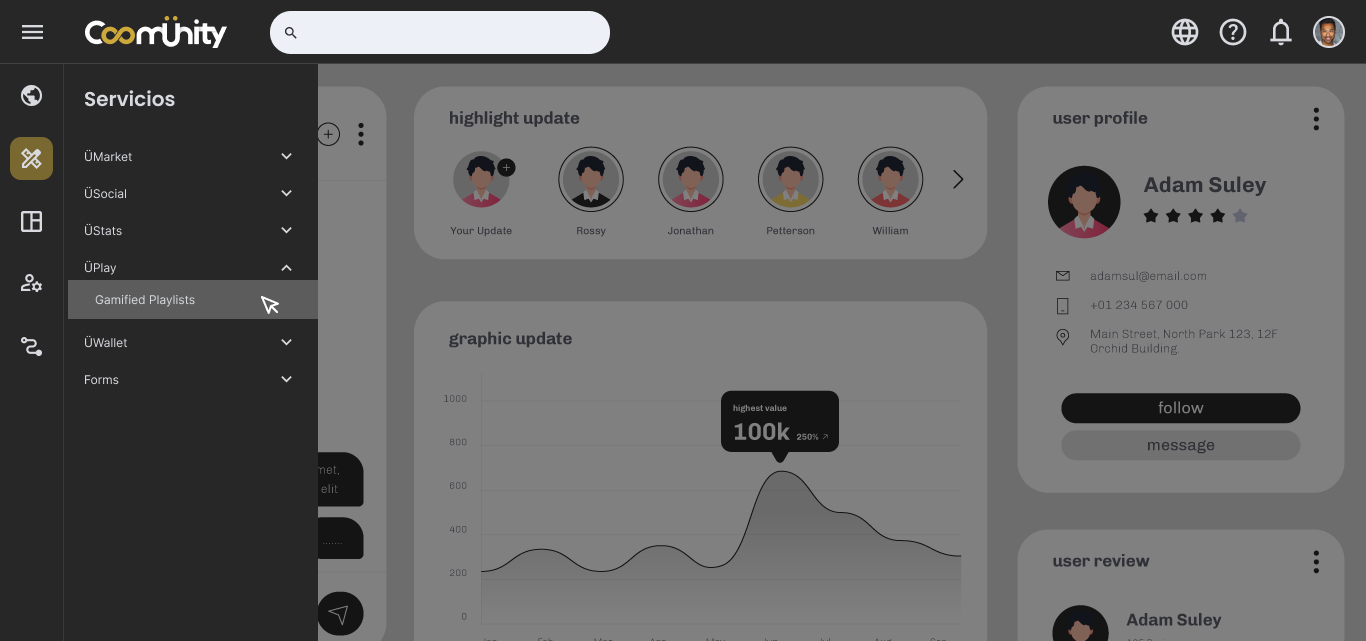 CoomÜnity
Servicios
ÜMarket
ÜSocial
ÜStats
ÜPlay
Gamified Playlists
ÜWallet
Forms
met,
elit
.......
highlight update
Your Update
Rossy
Jonathan
Petterson
William
graphic update
1000
800
600
400
200
0
highest value
100k 250%
user profile
Adam Suley
adamsul@email.com
+01 234 567 000
Main Street, North Park 123, 12F
Orchid Building.
follow
message
user review
Adam Suley